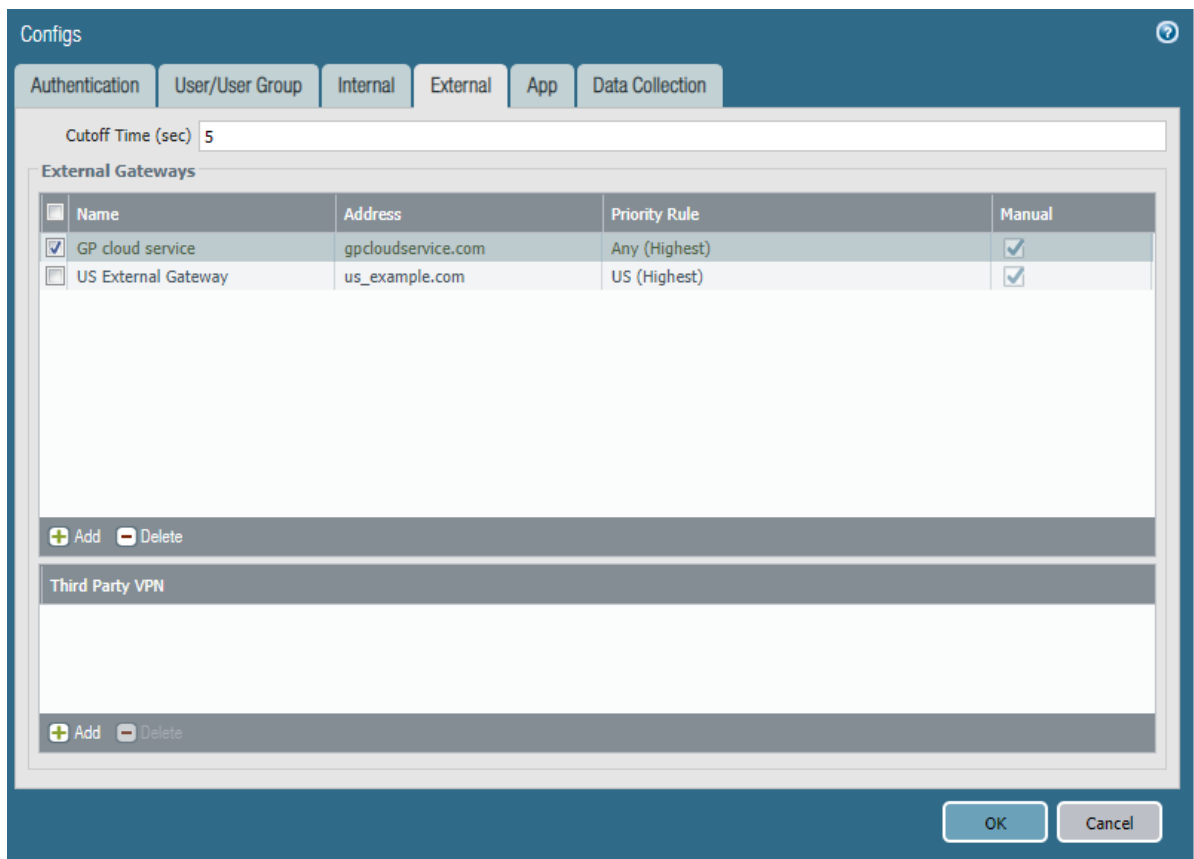 Configs
Authentication User/User Group Internal External App Data Collection
Cutoff Time (sec) 5
External Gateways
Name Address Priority Rule Manual
GP cloud service gpcloudservice.com Any (Highest)
US External Gateway us_example.com US (Highest)
Add Delete
Third Party VPN
Add Delete
OK Cancel